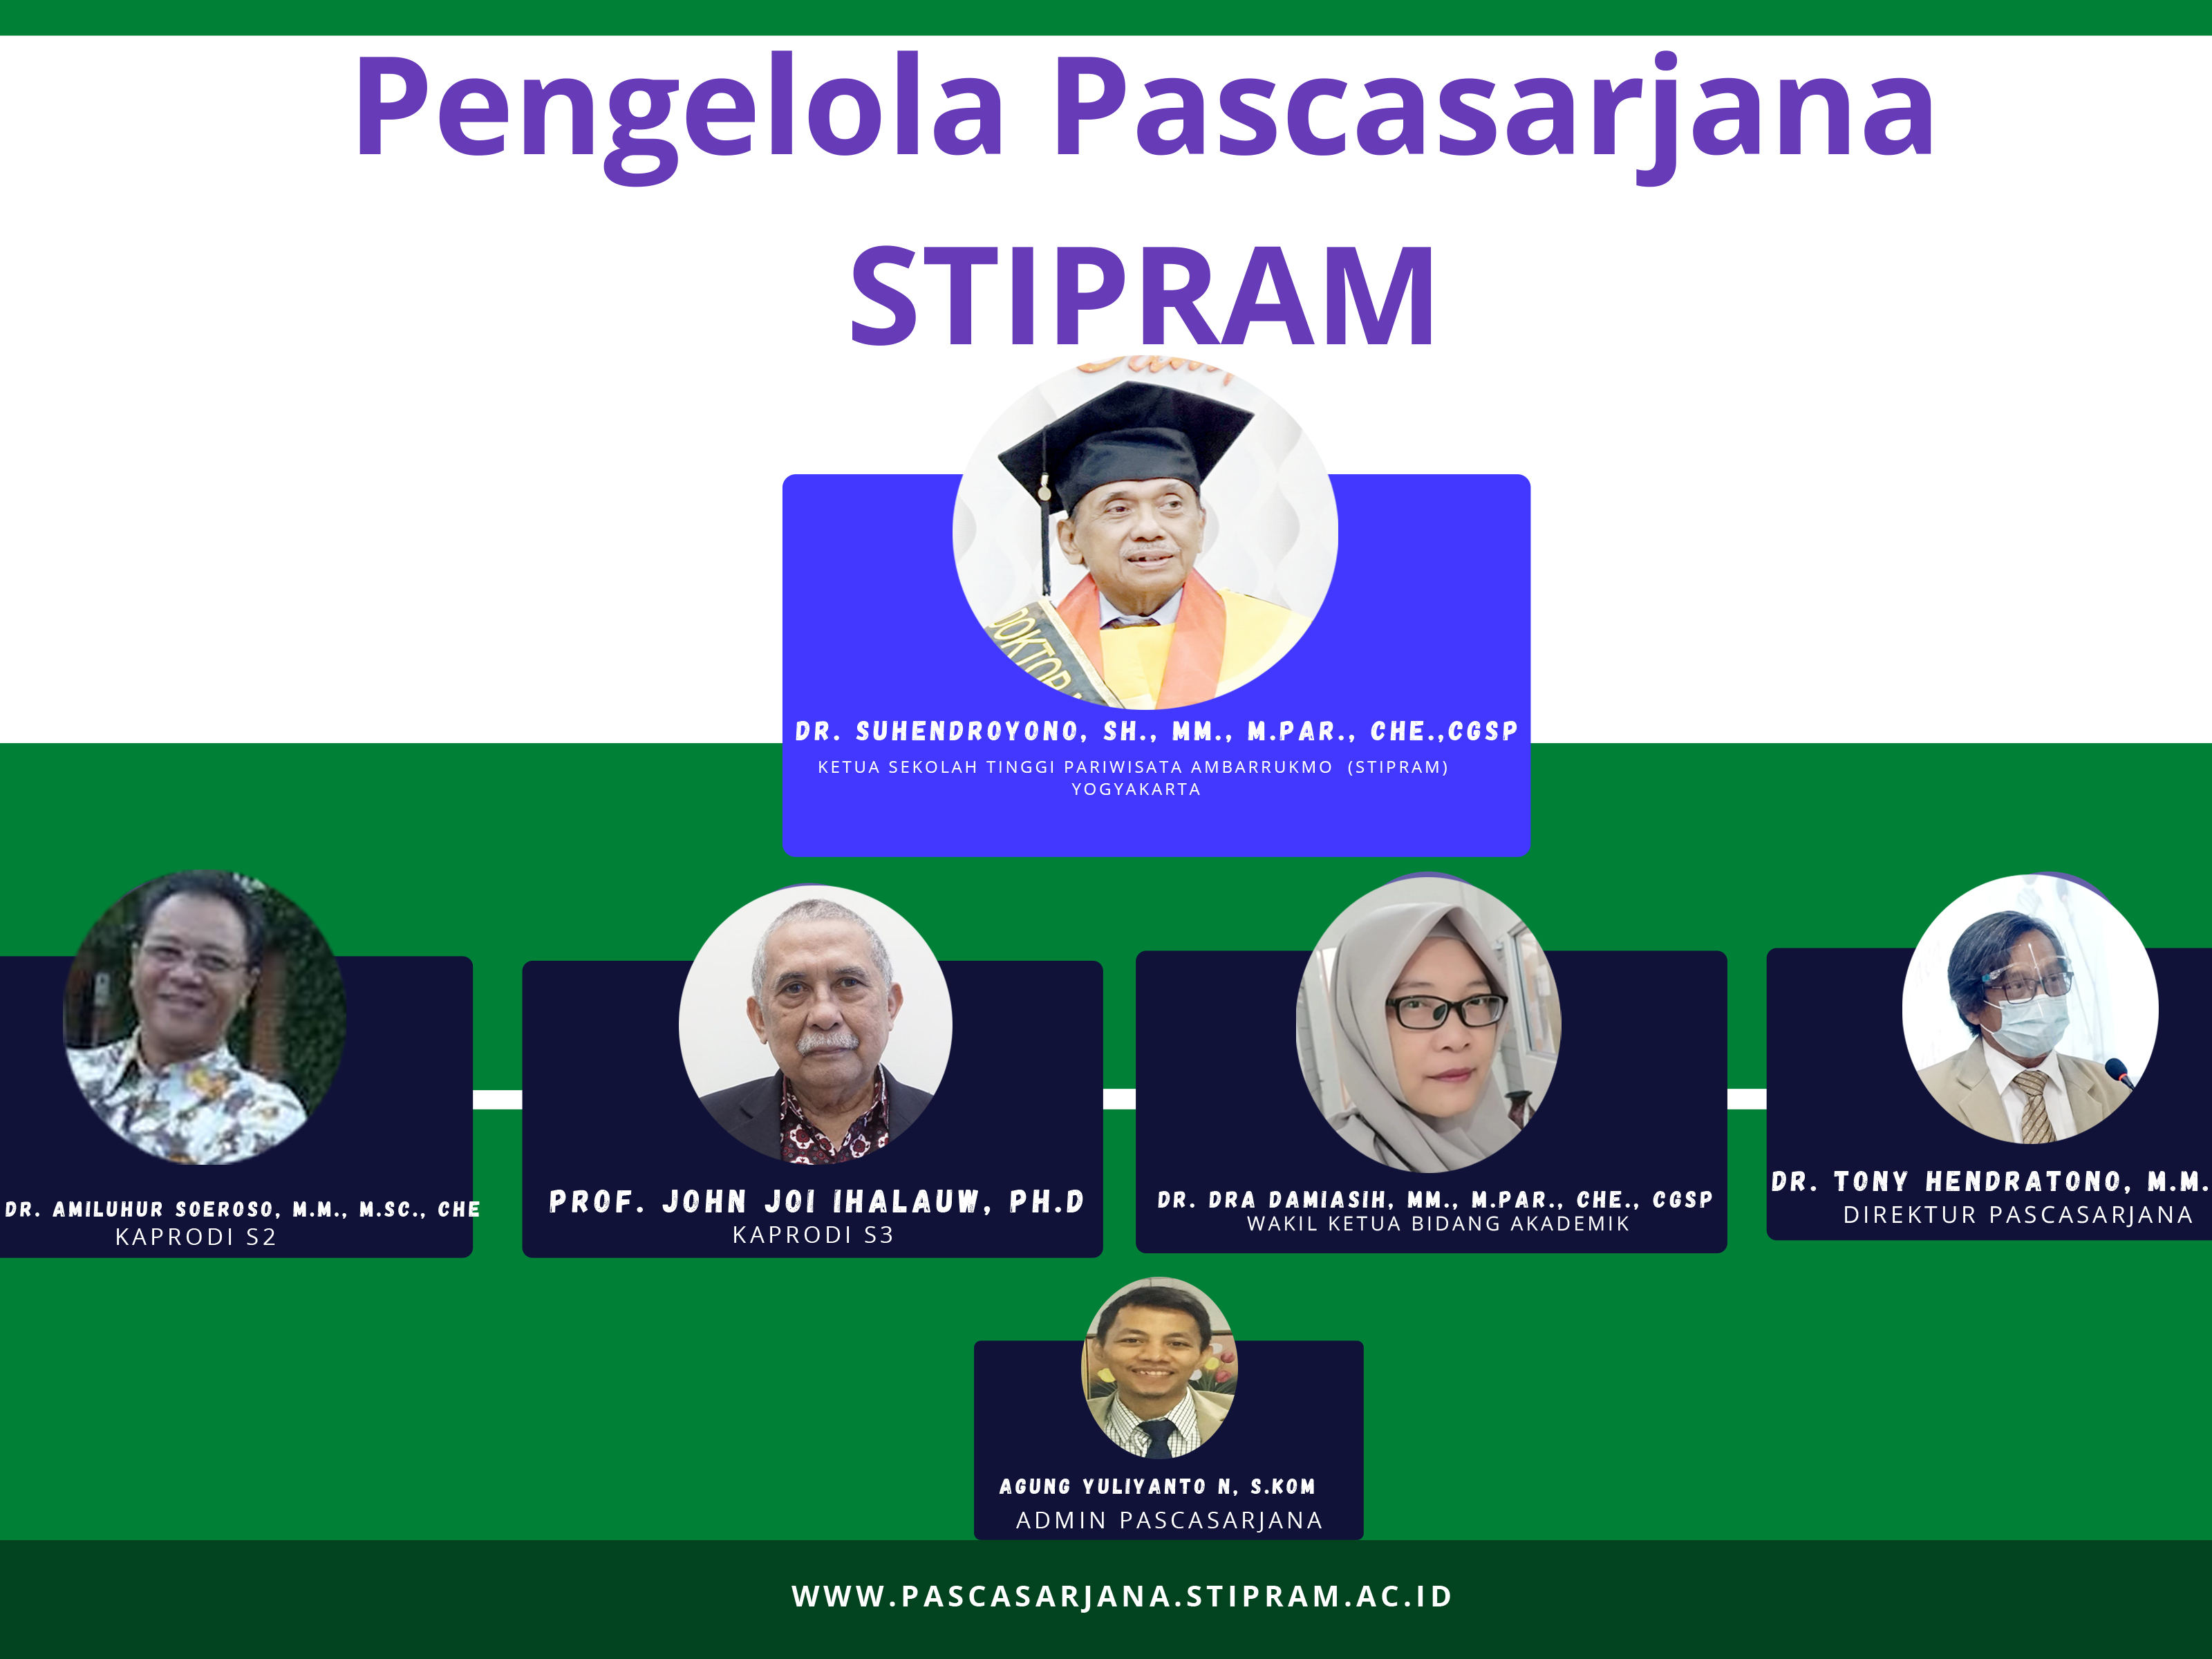 Pengelola Pascasarjana
STIPRAM
DOKTOR
DR. SUHENDROYONO, SH., MM., M.PAR., CHE.,CGSP
KETUA SEKOLAH TINGGI PARIWISATA AMBARRUKMO (STIPRAM)
YOGYAKARTA
DR. AMILUHUR SOEROSO, M.M., M.SC., CHE
KAPRODI S2
PROF. JOHN JOI IHALAUW, PH.D
KAPRODI S3
DR. DRA DAMIASIH, MM., M.PAR., CHE., CGSP
WAKIL KETUA BIDANG AKADEMIK
DR. TONY HENDRATONO, M.M.
DIREKTUR PASCASARJANA
AGUNG YULIYANTO N, S.KOM
ADMIN PASCASARJANA
WWW.PASCASARJANA.STIPRAM.AC.ID